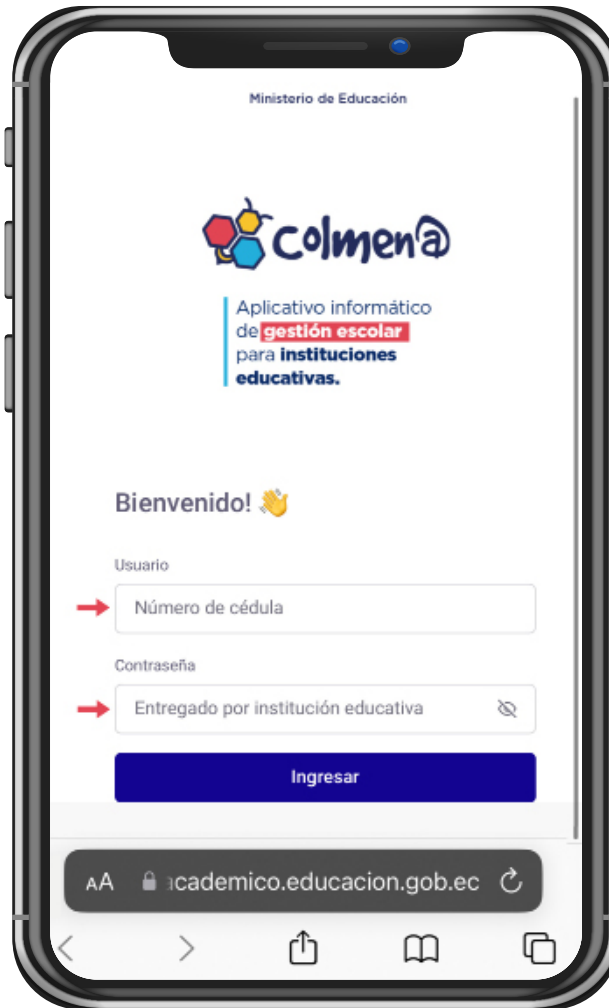 Ministerio de Educación
colmen@
Aplicativo informático
de gestión escolar
para instituciones
educativas.
Bienvenido! 👋
Usuario
Número de cédula
Contraseña
Entregado por institución educativa
Ingresar
AA academico.educacion.gob.ec